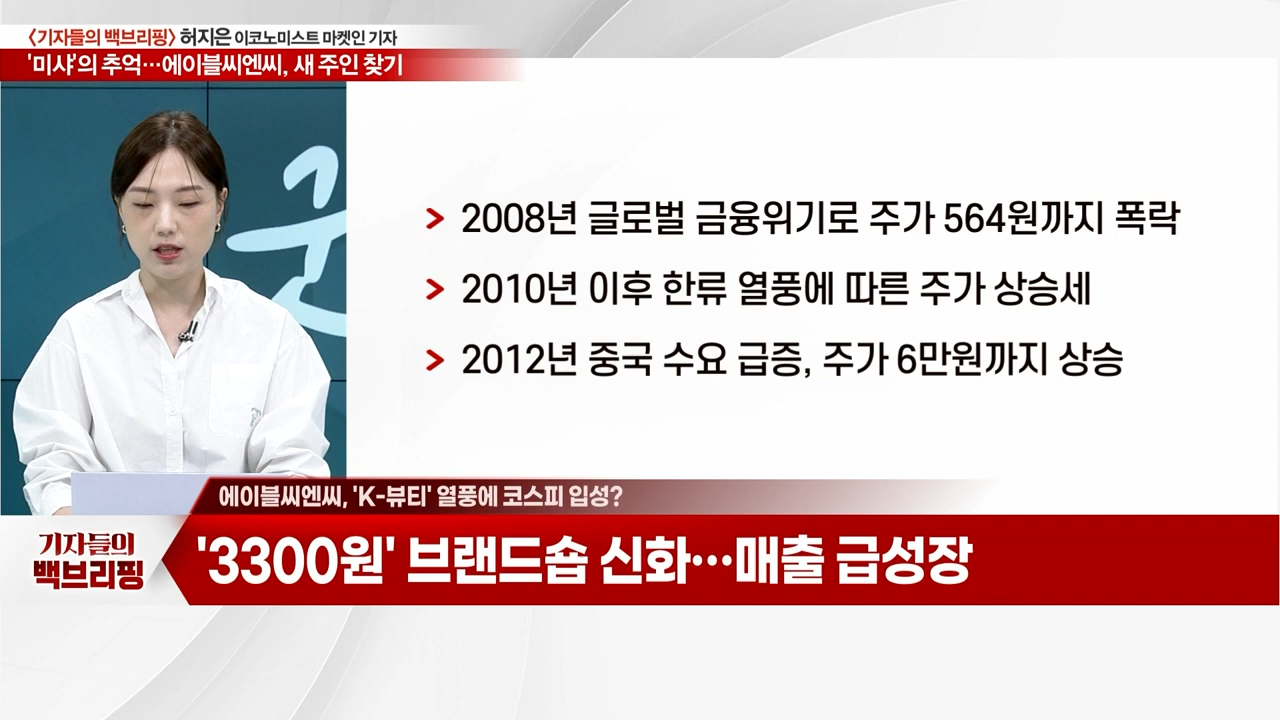 <기자들의 백브리핑> 허지은 이코노미스트 마켓인 기자
'미샤'의 추억…에이블씨엔씨, 새 주인 찾기
> 2008년 글로벌 금융위기로 주가 564원까지 폭락
> 2010년 이후 한류 열풍에 따른 주가 상승세
> 2012년 중국 수요 급증, 주가 6만원까지 상승
에이블씨엔씨, 'K-뷰티' 열풍에 코스피 입성?
기자들의
백브리핑
'3300원' 브랜드숍 신화…매출 급성장